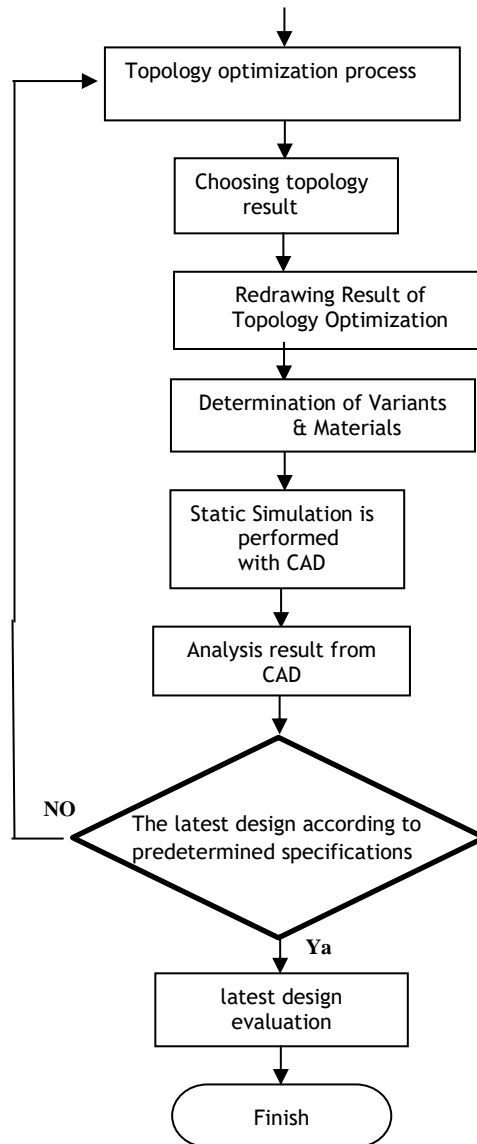 Topology optimization process
Choosing topology
result
Redrawing Result of
Topology Optimization
Determination of Variants
& Materials
Static Simulation is
performed
with CAD
Analysis result from
CAD
NO
The latest design according to
predetermined specifications
Ya
latest design
evaluation
Finish